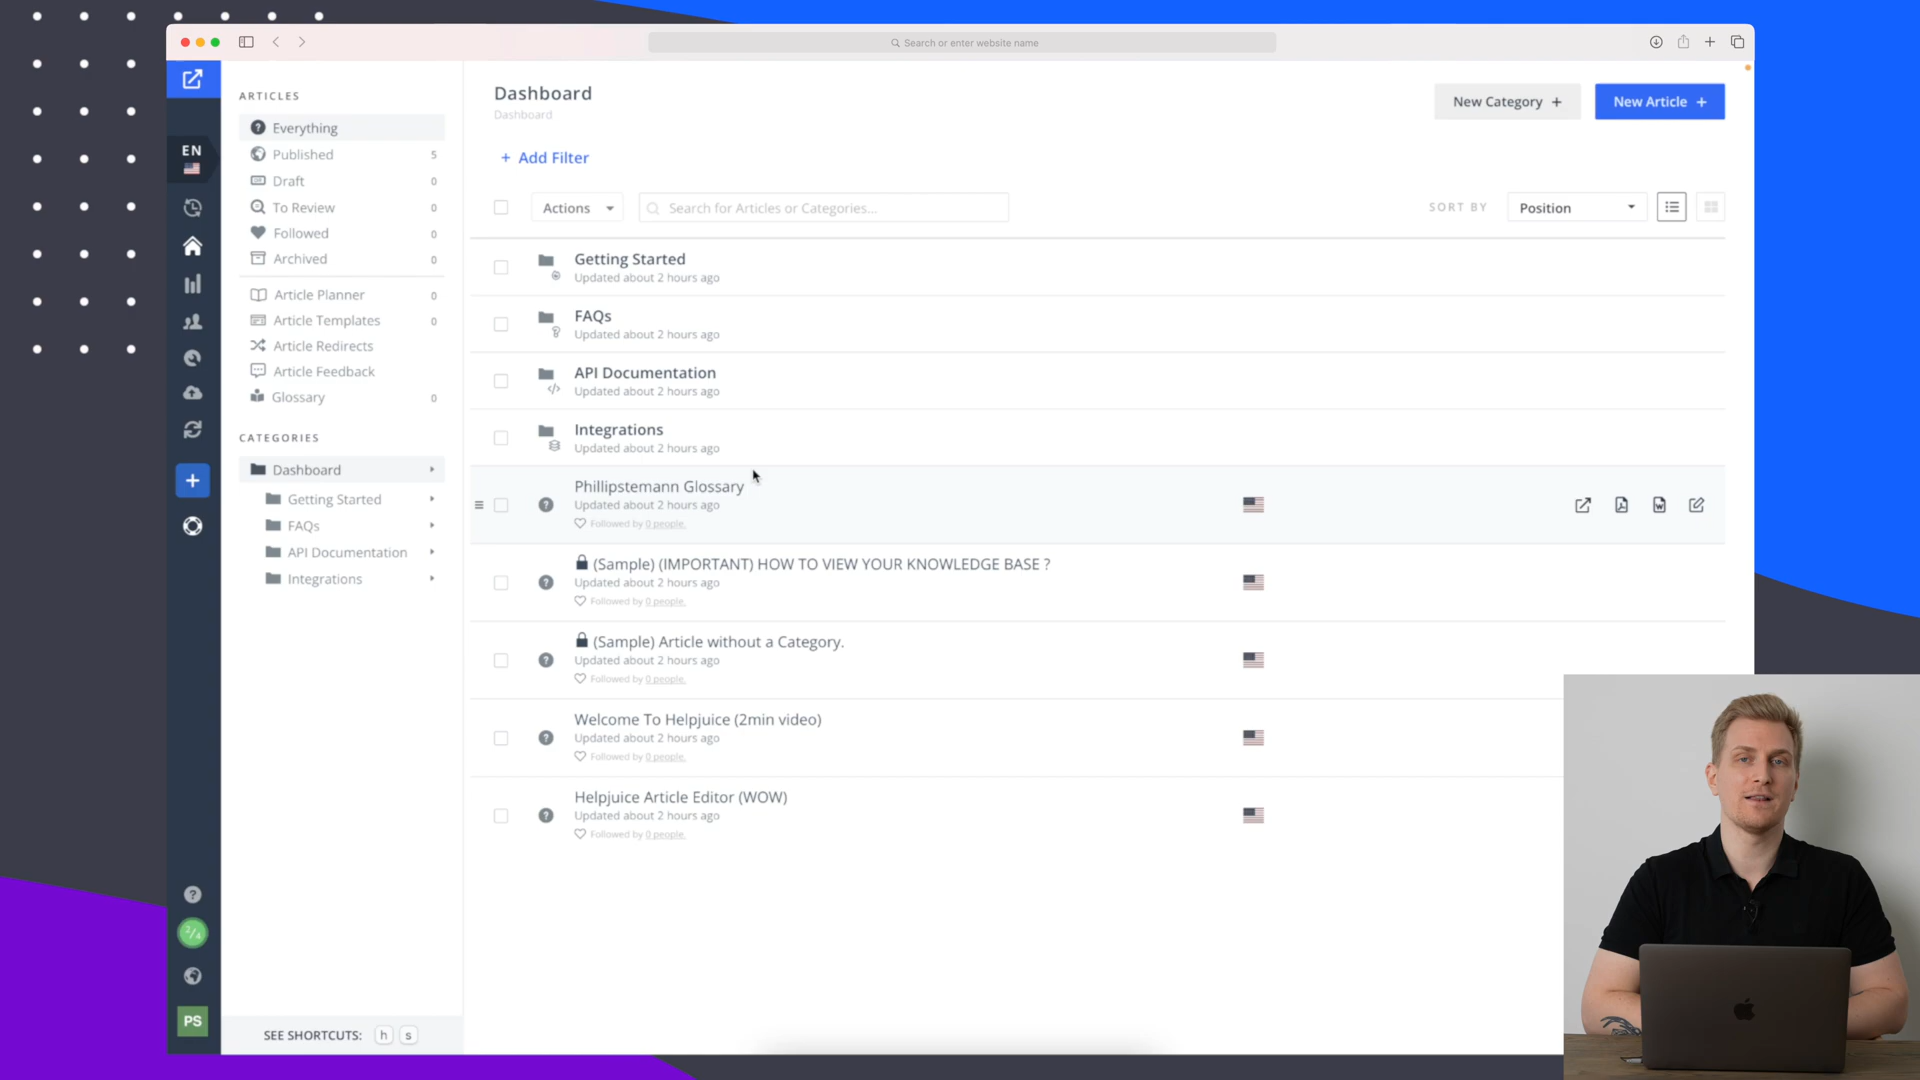 Search or enter website name
ARTICLES
Everything
Published 5
Draft 0
To Review 0
Followed 0
Archived 0
Article Planner 0
Article Templates 0
Article Redirects
Article Feedback
Glossary 0
CATEGORIES
Dashboard
Getting Started
FAQs
API Documentation
Integrations
SEE SHORTCUTS: h s
EN
2/4
PS
Dashboard
Dashboard
New Category +
New Article +
+ Add Filter
Actions
Search for Articles or Categories...
SORT BY
Position
Getting Started
Updated about 2 hours ago
FAQs
Updated about 2 hours ago
API Documentation
Updated about 2 hours ago
Integrations
Updated about 2 hours ago
Phillipstemann Glossary
Updated about 2 hours ago
Followed by 0 people.
(Sample) (IMPORTANT) HOW TO VIEW YOUR KNOWLEDGE BASE ?
Updated about 2 hours ago
Followed by 0 people.
(Sample) Article without a Category.
Updated about 2 hours ago
Followed by 0 people.
Welcome To Helpjuice (2min video)
Updated about 2 hours ago
Followed by 0 people.
Helpjuice Article Editor (WOW)
Updated about 2 hours ago
Followed by 0 people.